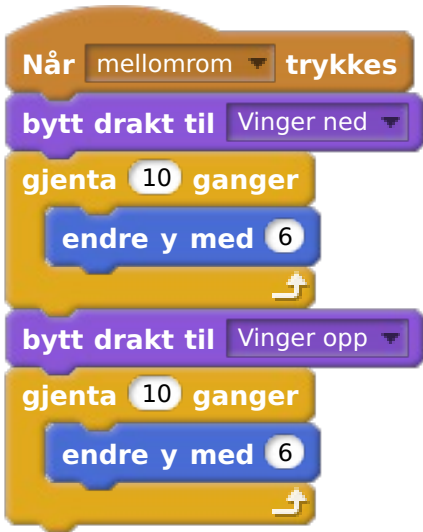 Når mellomrom trykkes
bytt drakt til Vinger ned
gjenta 10 ganger
endre y med 6
bytt drakt til Vinger opp
gjenta 10 ganger
endre y med 6